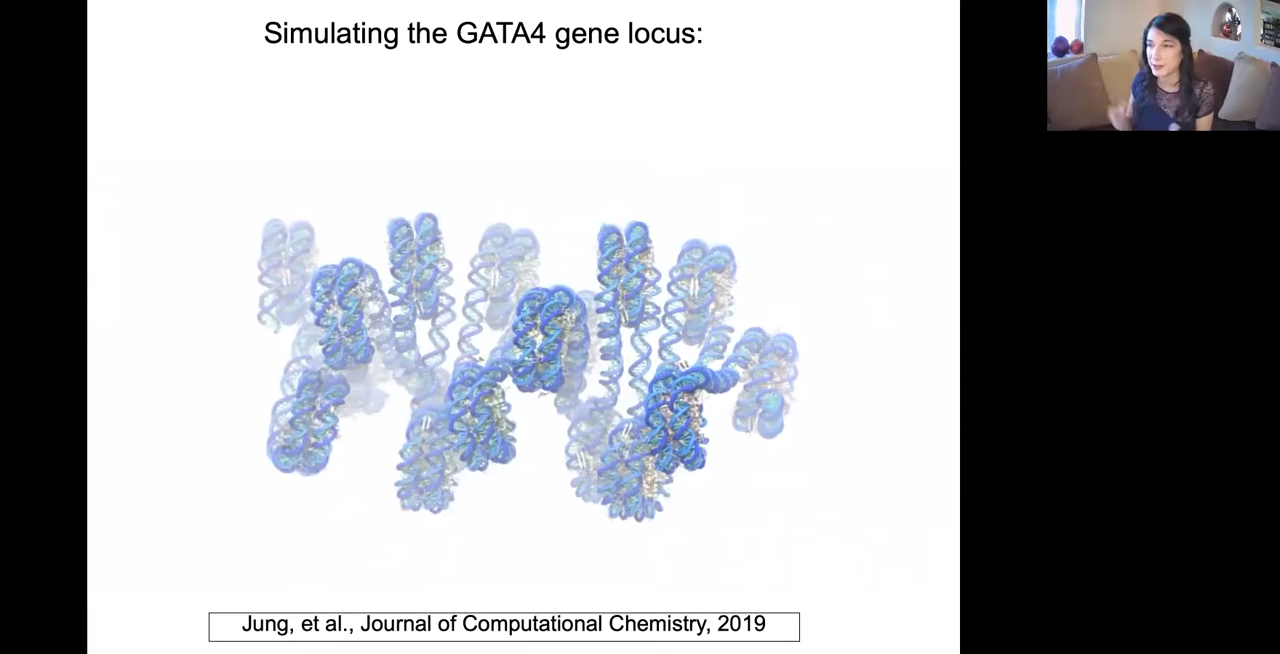 Simulating the GATA4 gene locus:
Jung, et al., Journal of Computational Chemistry, 2019